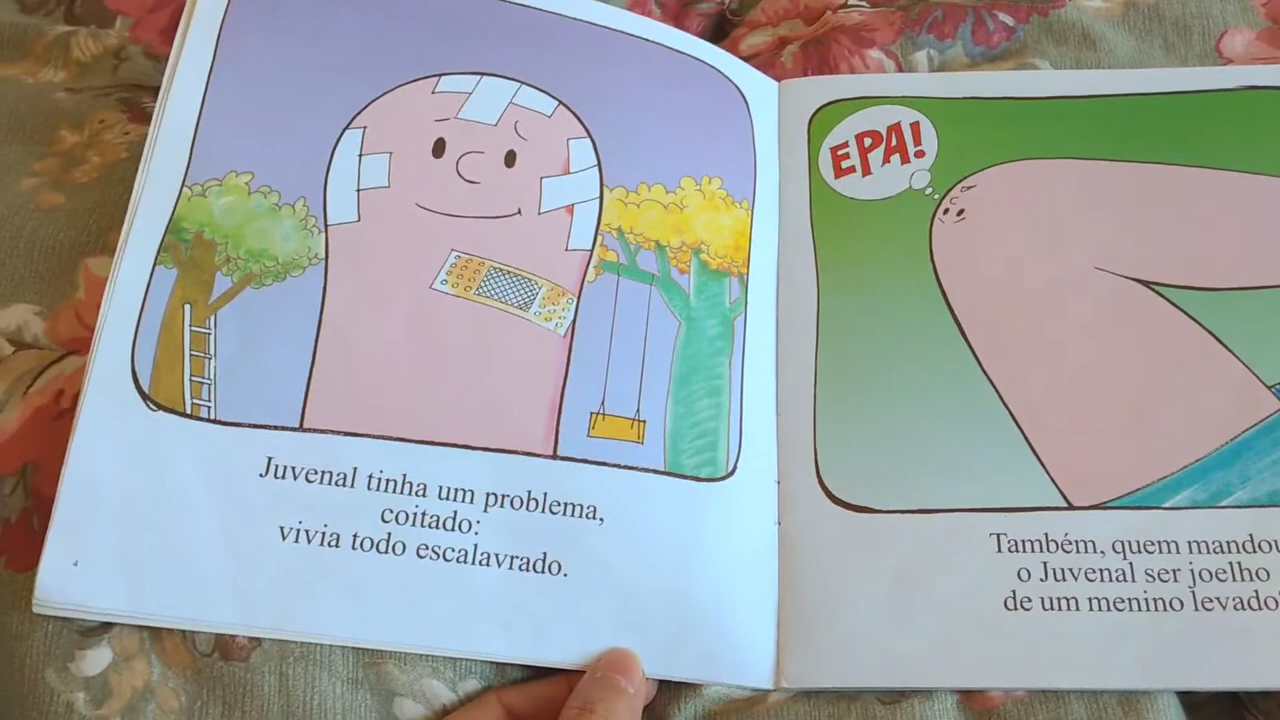 Juvenal tinha um problema,
coitado:
vivia todo escalavrado.
4
EPA!
Também, quem mandou
o Juvenal ser joelho
de um menino levado